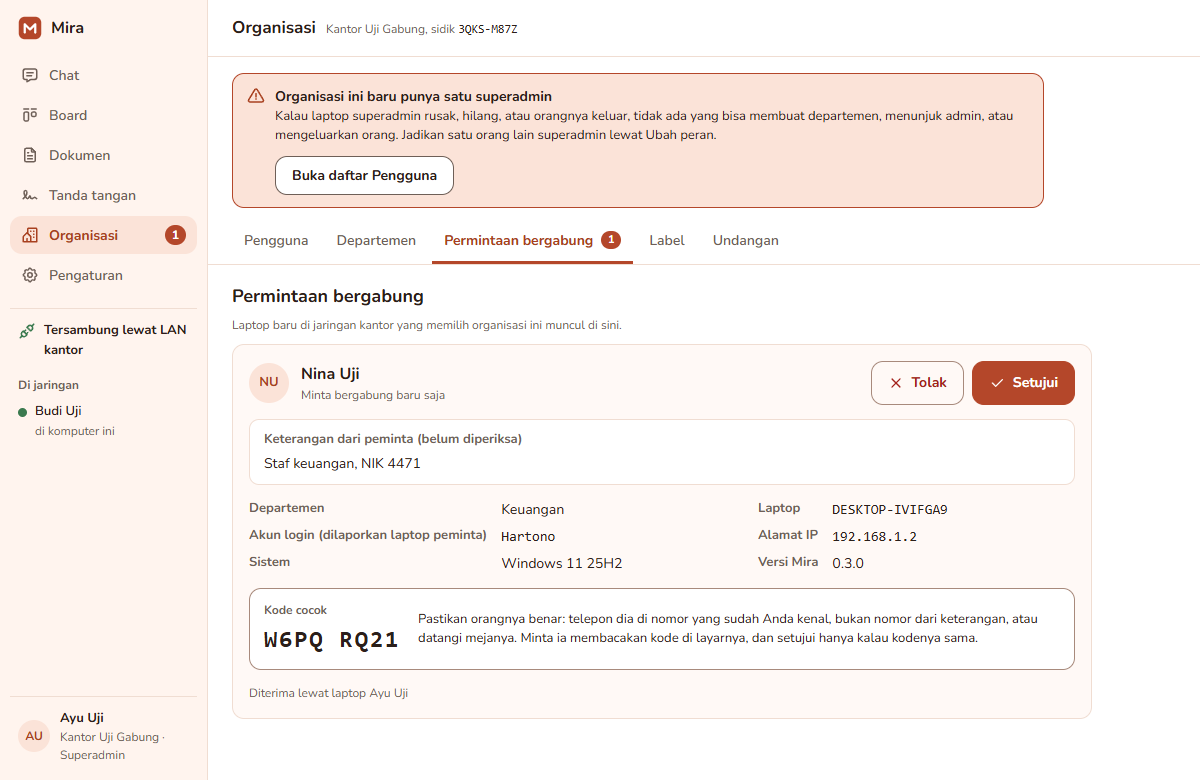 Mira
Chat
Board
Dokumen
Tanda tangan
Organisasi 1
Pengaturan
Tersambung lewat LAN
kantor
Di jaringan
Budi Uji
di komputer ini
AU
Ayu Uji
Kantor Uji Gabung ·
Superadmin
Organisasi Kantor Uji Gabung, sidik 3QKS-M87Z
Organisasi ini baru punya satu superadmin
Kalau laptop superadmin rusak, hilang, atau orangnya keluar, tidak ada yang bisa membuat departemen, menunjuk admin, atau
mengeluarkan orang. Jadikan satu orang lain superadmin lewat Ubah peran.
Buka daftar Pengguna
Pengguna Departemen Permintaan bergabung 1 Label Undangan
Permintaan bergabung
Laptop baru di jaringan kantor yang memilih organisasi ini muncul di sini.
NU
Nina Uji
Minta bergabung baru saja
Tolak
Setujui
Keterangan dari peminta (belum diperiksa)
Staf keuangan, NIK 4471
Departemen Keuangan
Laptop DESKTOP-IVIFGA9
Akun login (dilaporkan laptop peminta) Hartono
Alamat IP 192.168.1.2
Sistem Windows 11 25H2
Versi Mira 0.3.0
Kode cocok
W6PQ RQ21
Pastikan orangnya benar: telepon dia di nomor yang sudah Anda kenal, bukan nomor dari keterangan, atau
datangi mejanya. Minta ia membacakan kode di layarnya, dan setujui hanya kalau kodenya sama.
Diterima lewat laptop Ayu Uji